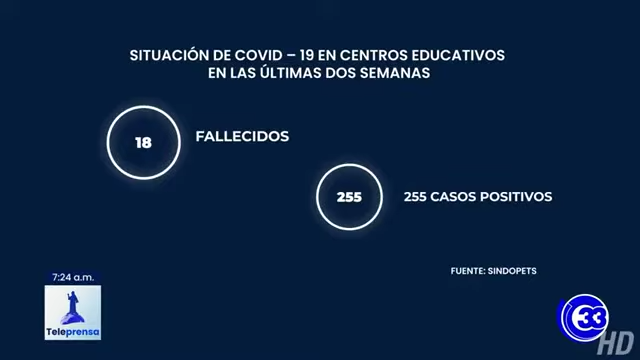 SITUACIÓN DE COVID – 19 EN CENTROS EDUCATIVOS
EN LAS ÚLTIMAS DOS SEMANAS
18
FALLECIDOS
255
255 CASOS POSITIVOS
FUENTE: SINDOPETS
7:24 a.m.
Teleprensa
33
HD